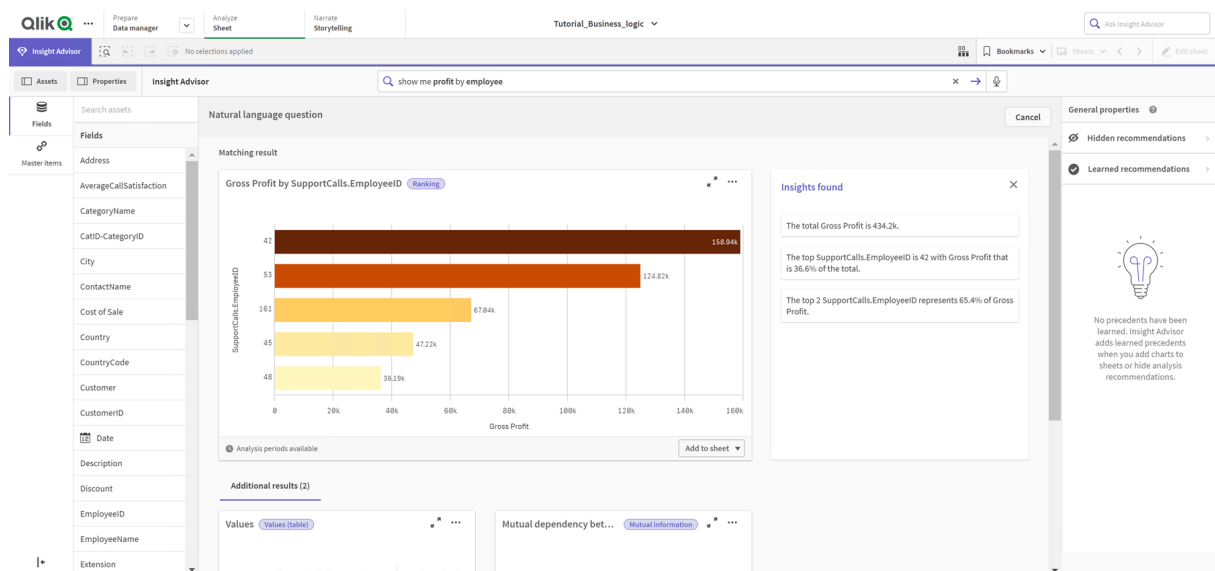 Qlik
Prepare
Data manager
Analyze
Sheet
Narrate
Storytelling
Tutorial_Business_logic
Ask Insight Advisor
Insight Advisor
No selections applied
Bookmarks
Sheets
Edit sheet
Assets
Properties
Insight Advisor
show me profit by employee
Fields
Master items
Search assets
Fields
Address
AverageCallSatisfaction
CategoryName
CatID-CategoryID
City
ContactName
Cost of Sale
Country
CountryCode
Customer
CustomerID
Date
Description
Discount
EmployeeID
EmployeeName
Extension
Natural language question
Cancel
Matching result
Gross Profit by SupportCalls.EmployeeID
Ranking
SupportCalls.EmployeeID
42
158.94k
53
124.82k
161
67.04k
45
47.22k
48
36.19k
0 20k 40k 60k 80k 100k 120k 140k 160k
Gross Profit
Analysis periods available
Add to sheet
Insights found
The total Gross Profit is 434.2k.
The top SupportCalls.EmployeeID is 42 with Gross Profit that
is 36.6% of the total.
The top 2 SupportCalls.EmployeeID represents 65.4% of Gross
Profit.
Additional results (2)
Values
Values (table)
Mutual dependency bet...
Mutual information
General properties
Hidden recommendations
Learned recommendations
No precedents have been
learned. Insight Advisor
adds learned precedents
when you add charts to
sheets or hide analysis
recommendations.